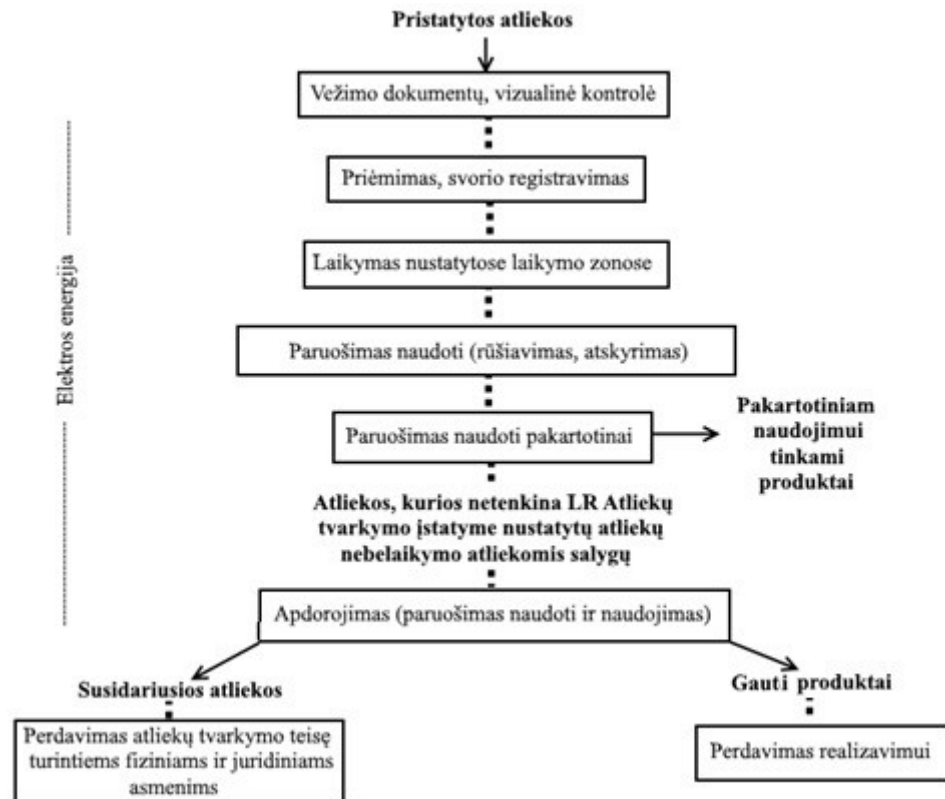 Pristatytos atliekos
Vežimo dokumentų, vizualinė kontrolė
Priėmimas, svorio registravimas
Laikymas nustatytose laikymo zonose
Elektros energija
Paruošimas naudoti (rūšiavimas, atskyrimas)
Paruošimas naudoti pakartotinai
Pakartotiniam
naudojimui
tinkami
produktai
Atliekos, kurios netenkina LR Atliekų
tvarkymo įstatyme nustatytų atliekų
nebelaikymo atliekomis salygų
Apdorojimas (paruošimas naudoti ir naudojimas)
Susidariusios atliekos
Gauti produktai
Perdavimas atliekų tvarkymo teisę
turintiems fiziniams ir juridiniams
asmenims
Perdavimas realizavimui